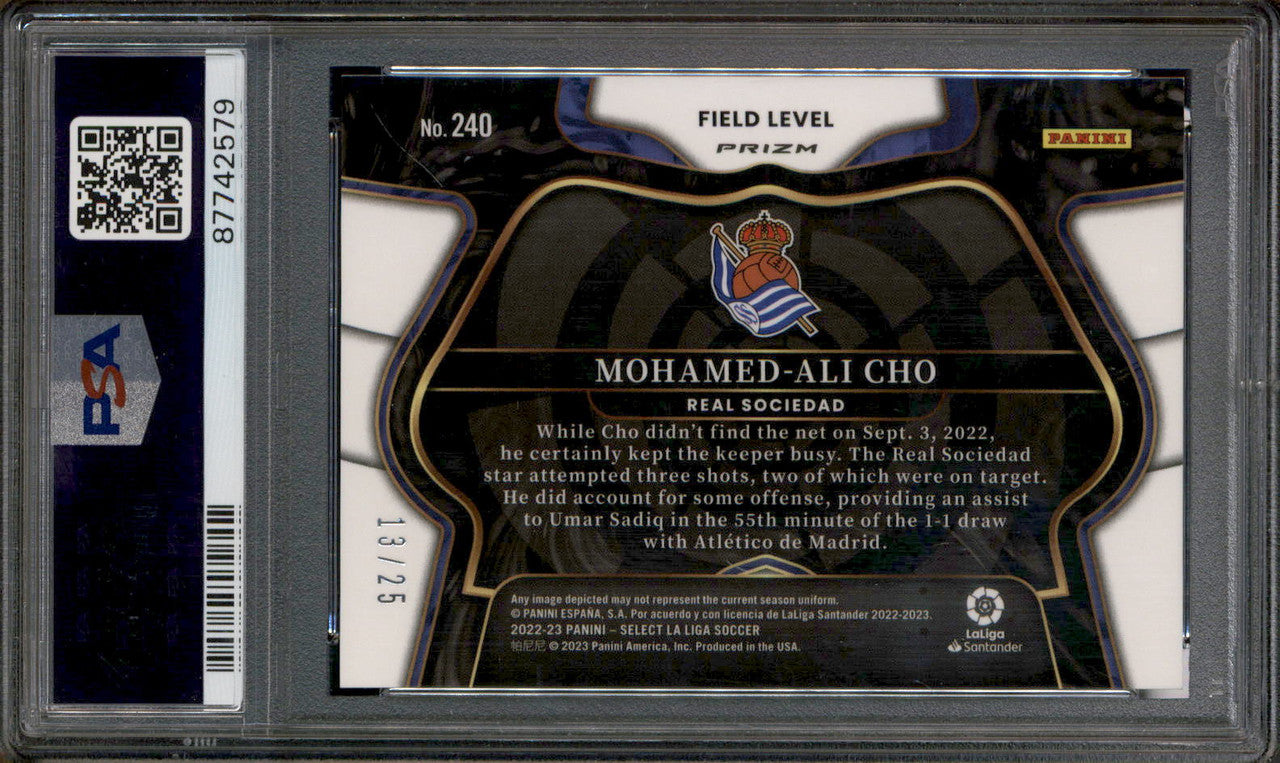 87742579
PSA
No. 240
FIELD LEVEL
PRIZM
PANINI
MOHAMED-ALI CHO
REAL SOCIEDAD
While Cho didn't find the net on Sept. 3, 2022,
he certainly kept the keeper busy. The Real Sociedad
star attempted three shots, two of which were on target.
He did account for some offense, providing an assist
to Umar Sadiq in the 55th minute of the 1-1 draw
with Atlético de Madrid.
13/25
Any image depicted may not represent the current season uniform.
© PANINI ESPAÑA, S.A. Por acuerdo y con licencia de LaLiga Santander 2022-2023
2022-23 PANINI – SELECT LA LIGA SOCCER
帕尼尼 © 2023 Panini America, Inc. Produced in the USA.
LaLiga
Santander